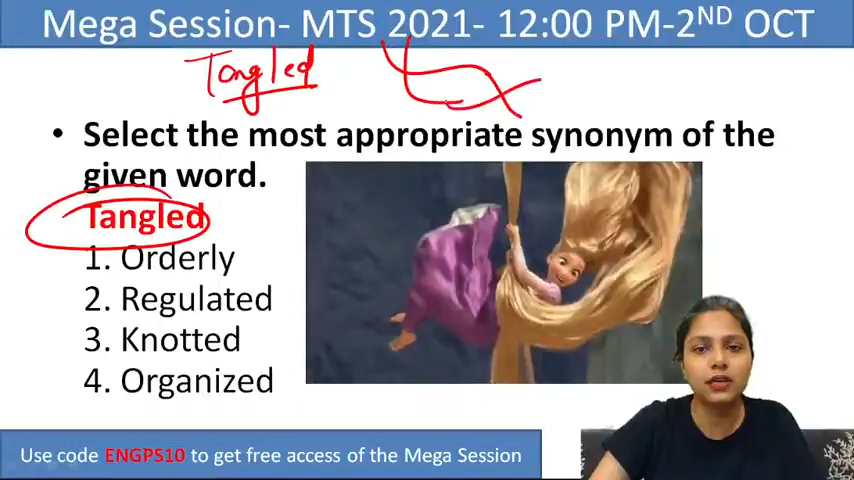 Mega Session- MTS 2021- 12:00 PM-2ND OCT
Tangled
• Select the most appropriate synonym of the
given word.
Tangled
1. Orderly
2. Regulated
3. Knotted
4. Organized
Use code ENGPS10 to get free access of the Mega Session